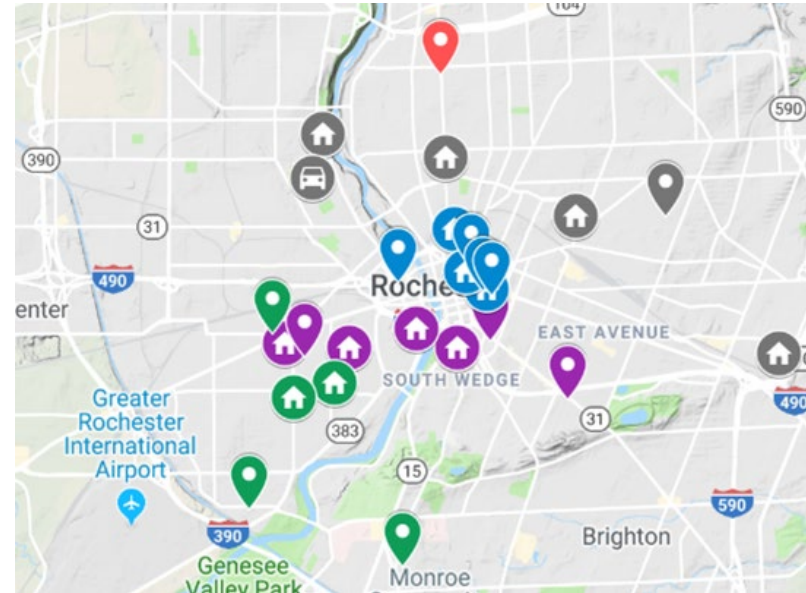 104
590
390
31
490
Roche
enter
EAST AVENUE
SOUTH WEDGE
Greater
Rochester
International
Airport
383
31
490
15
590
390
Brighton
Genesee
Valley Park
Monroe